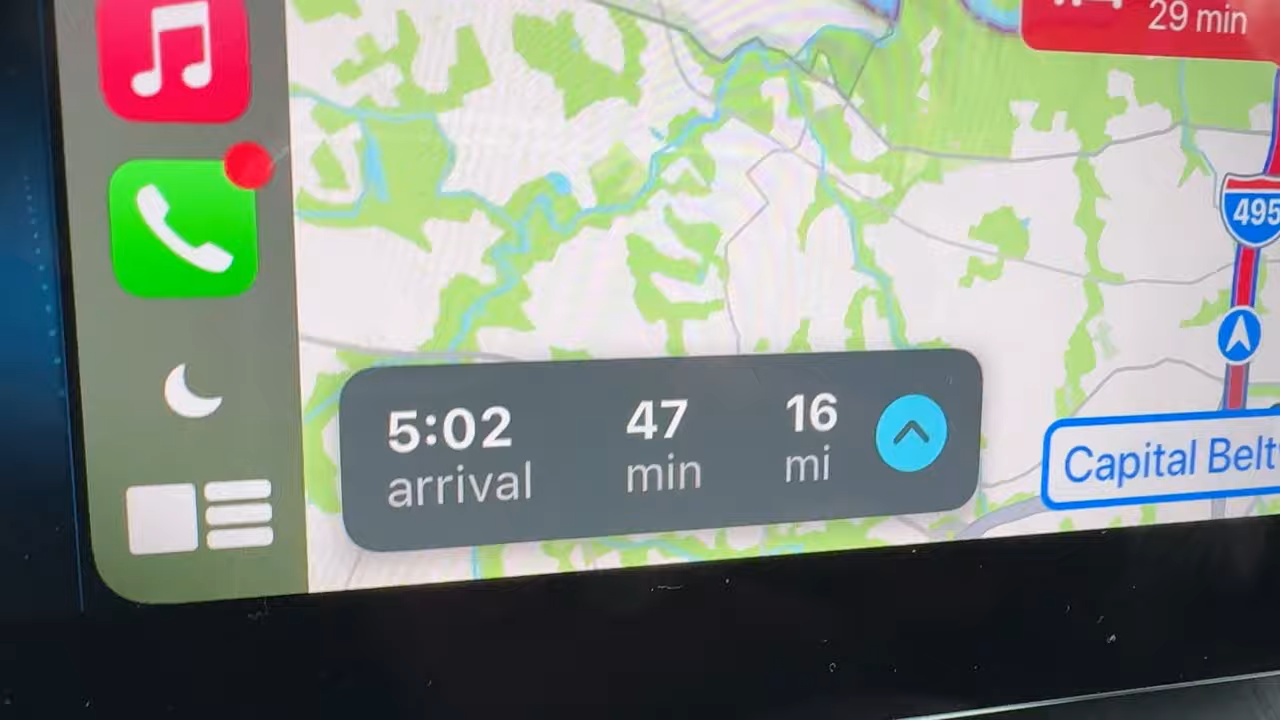 29 min
495
5:02 47 16
arrival min mi
Capital Belt